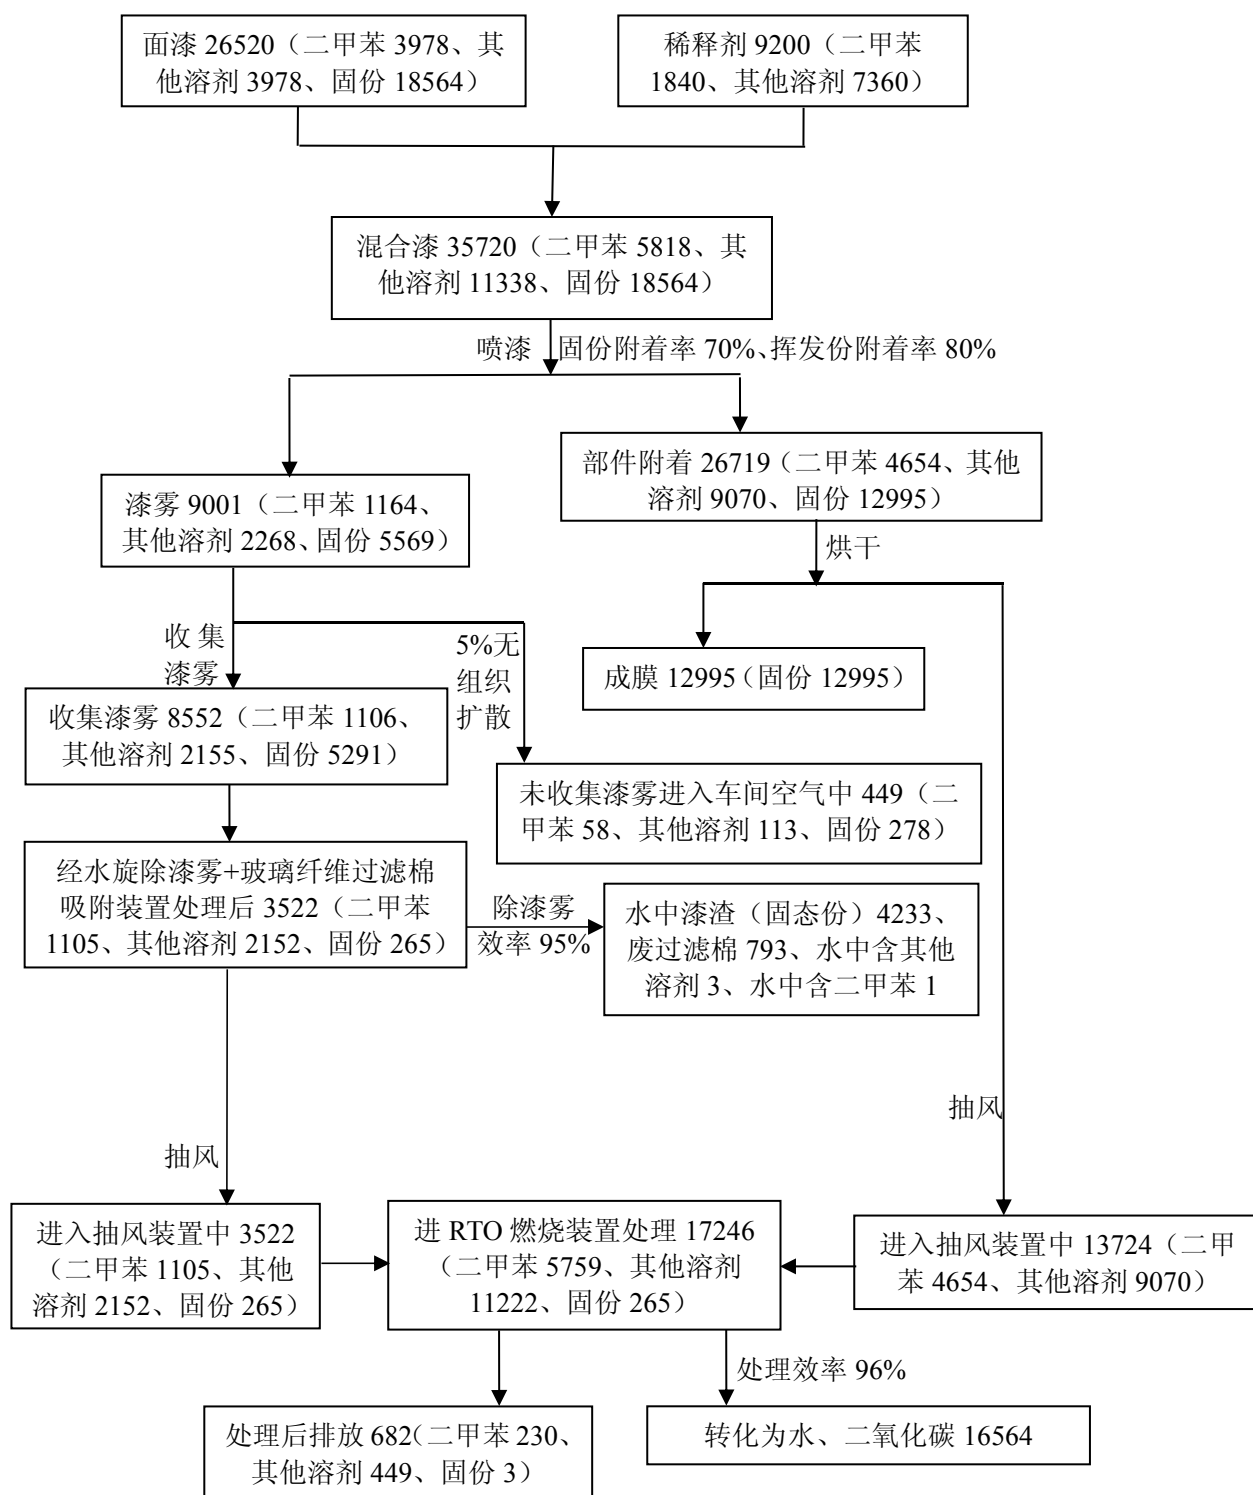 面漆 26520（二甲苯 3978、其
他溶剂 3978、固份 18564）
稀释剂 9200（二甲苯
1840、其他溶剂 7360）
混合漆 35720（二甲苯 5818、其
他溶剂 11338、固份 18564）
喷漆
固份附着率 70%、挥发份附着率 80%
漆雾 9001（二甲苯 1164、
其他溶剂 2268、固份 5569）
部件附着 26719（二甲苯 4654、其他
溶剂 9070、固份 12995）
烘干
收 集
漆雾
5%无
组织
扩散
成膜 12995（固份 12995）
收集漆雾 8552（二甲苯 1106、
其他溶剂 2155、固份 5291）
未收集漆雾进入车间空气中 449（二
甲苯 58、其他溶剂 113、固份 278）
经水旋除漆雾+玻璃纤维过滤棉
吸附装置处理后 3522（二甲苯
1105、其他溶剂 2152、固份 265）
除漆雾
效率 95%
水中漆渣（固态份）4233、
废过滤棉 793、水中含其他
溶剂 3、水中含二甲苯 1
抽风
抽风
进入抽风装置中 3522
（二甲苯 1105、其他
溶剂 2152、固份 265）
进 RTO 燃烧装置处理 17246
（二甲苯 5759、其他溶剂
11222、固份 265）
进入抽风装置中 13724（二甲
苯 4654、其他溶剂 9070）
处理效率 96%
处理后排放 682（二甲苯 230、
其他溶剂 449、固份 3）
转化为水、二氧化碳 16564